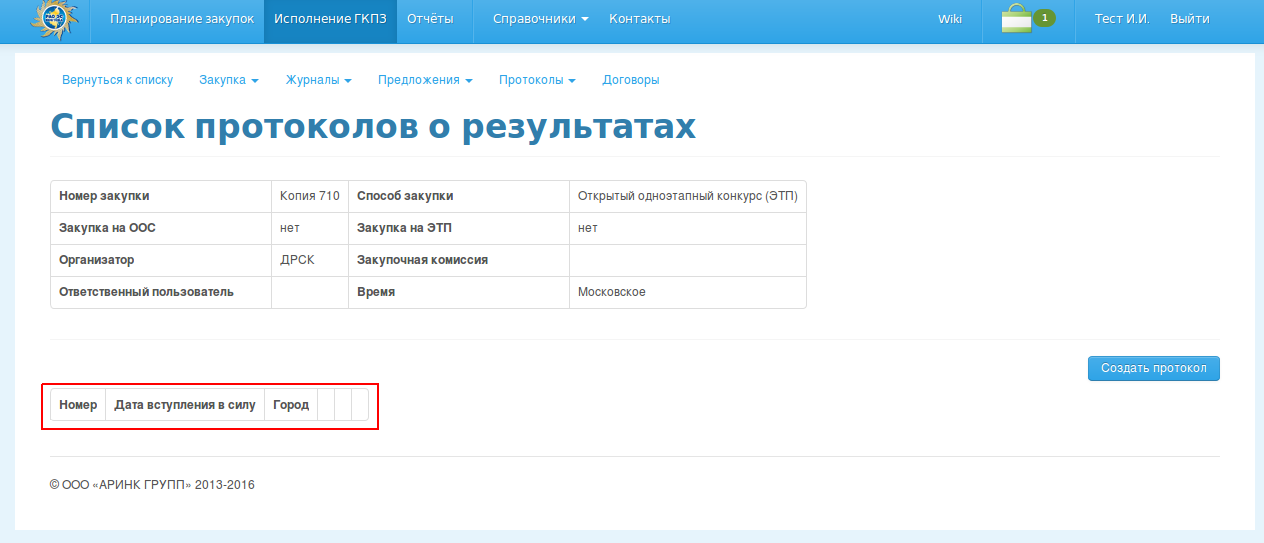 Планирование закупок Исполнение ГКПЗ Отчёты Справочники Контакты Wiki 1 Тест И.И. Выйти
Вернуться к списку Закупка Журналы Предложения Протоколы Договоры
Список протоколов о результатах
Номер закупки Копия 710 Способ закупки Открытый одноэтапный конкурс (ЭТП)
Закупка на ООС нет Закупка на ЭТП нет
Организатор ДРСК Закупочная комиссия
Ответственный пользователь Время Московское
Создать протокол
Номер Дата вступления в силу Город
© ООО «АРИНК ГРУПП» 2013-2016